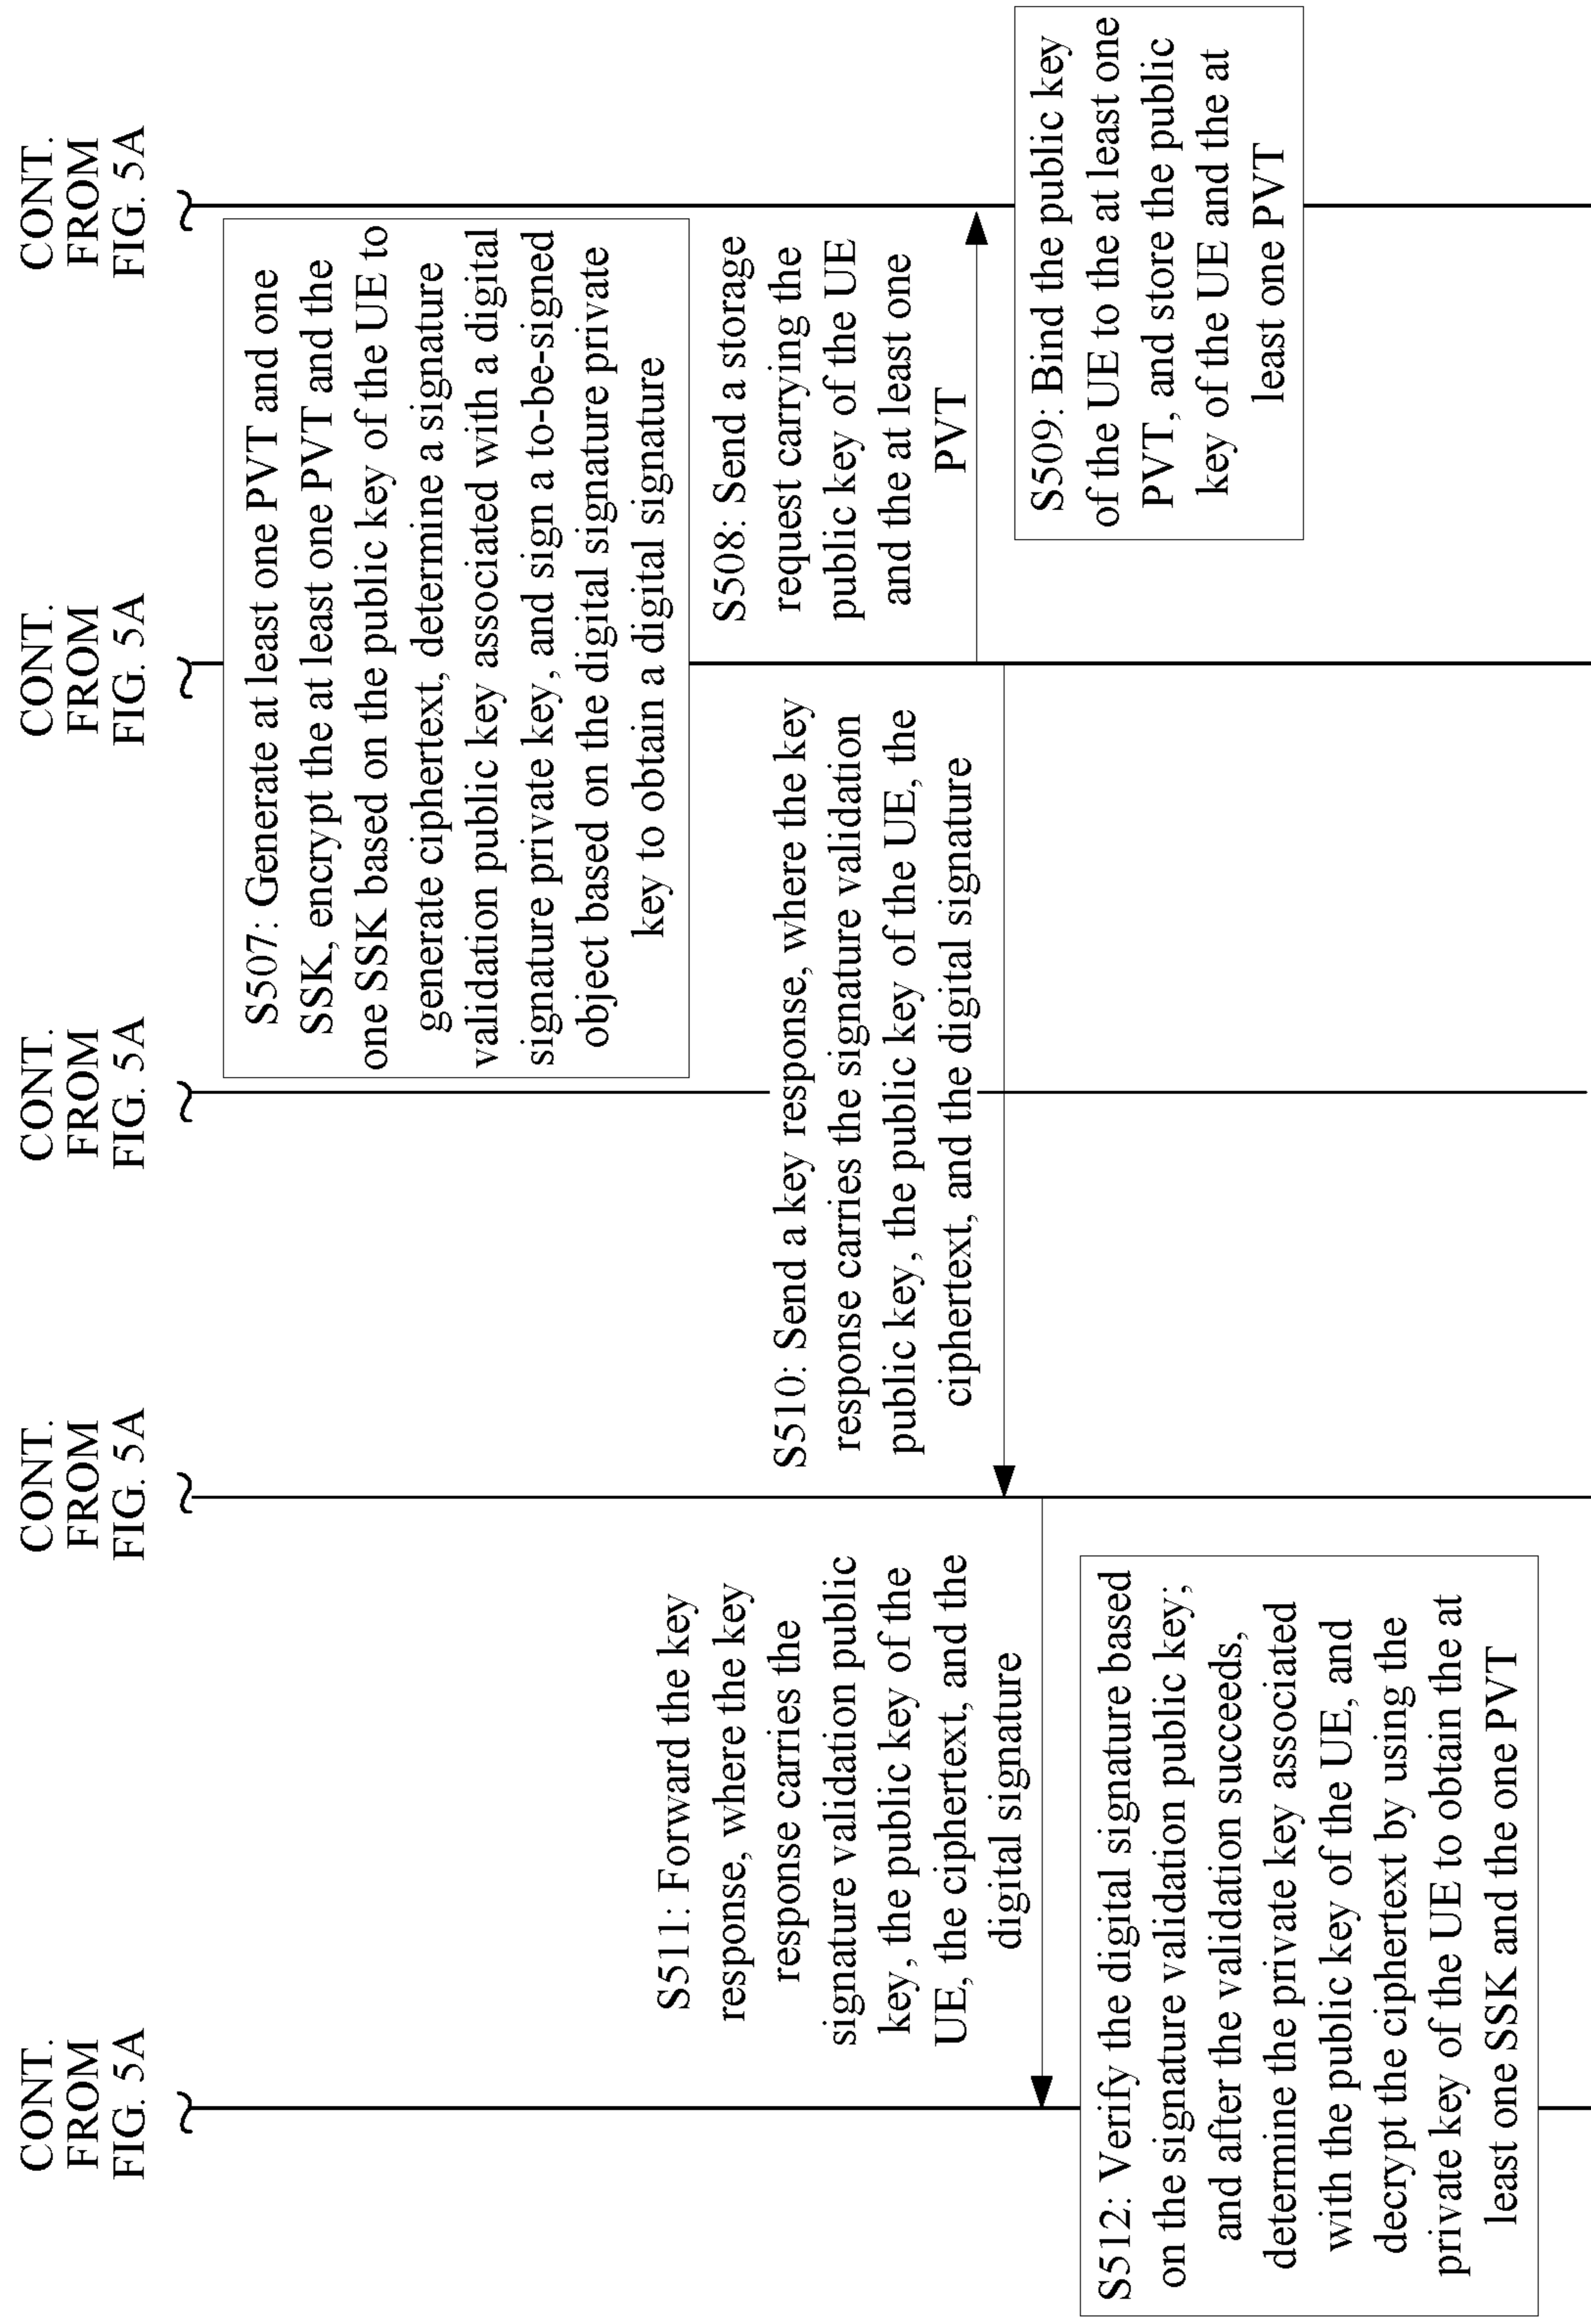 CONT.
FROM
FIG. 5A
CONT.
FROM
FIG. 5A
CONT.
FROM
FIG. 5A
CONT.
FROM
FIG. 5A
CONT.
FROM
FIG. 5A
S507: Generate at least one PVT and one
SSK, encrypt the at least one PVT and the
one SSK based on the public key of the UE to
generate ciphertext, determine a signature
validation public key associated with a digital
signature private key, and sign a to-be-signed
object based on the digital signature private
key to obtain a digital signature
S508: Send a storage
request carrying the
public key of the UE
and the at least one
PVT
S509: Bind the public key
of the UE to the at least one
PVT, and store the public
key of the UE and the at
least one PVT
S510: Send a key response, where the key
response carries the signature validation
public key, the public key of the UE, the
ciphertext, and the digital signature
S511: Forward the key
response, where the key
response carries the
signature validation public
key, the public key of the
UE, the ciphertext, and the
digital signature
S512: Verify the digital signature based
on the signature validation public key;
and after the validation succeeds,
determine the private key associated
with the public key of the UE, and
decrypt the ciphertext by using the
private key of the UE to obtain the at
least one SSK and the one PVT